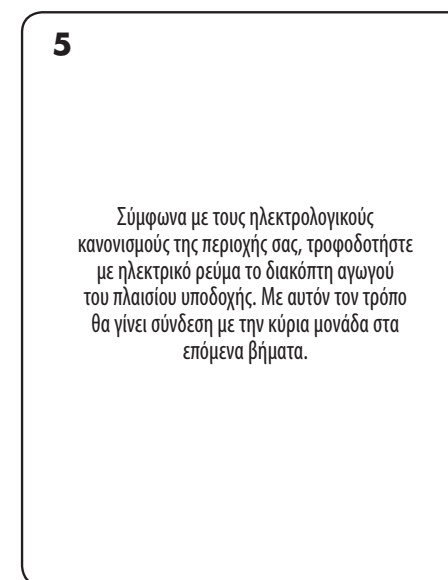 5
Σύμφωνα με τους ηλεκτρολογικούς
κανονισμούς της περιοχής σας, τροφοδοτήστε
με ηλεκτρικό ρεύμα το διακόπτη αγωγού
του πλαισίου υποδοχής. Με αυτόν τον τρόπο
θα γίνει σύνδεση με την κύρια μονάδα στα
επόμενα βήματα.